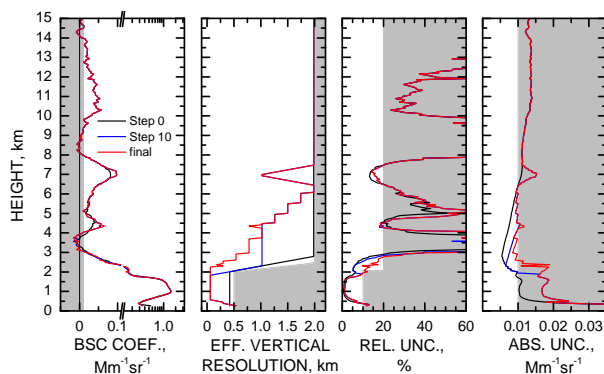 15
14
13
12
11
10
9
8
7
6
5
4
3
2
1
0
HEIGHT, km
Step 0
Step 10
final
0 0.1 1.0
0.0 0.5 1.0 1.5 2.0
0 20 40 60
0.01 0.02 0.03 0.04
BSC COEF., EFF. VERTICAL REL. UNC., ABS. UNC.,
Mm⁻¹sr⁻¹ RESOLUTION, km % Mm⁻¹sr⁻¹